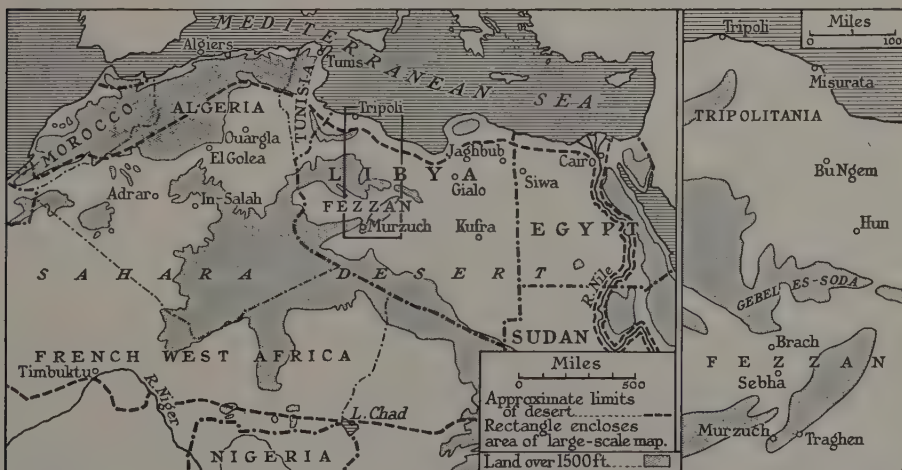 MEDITERRANEAN SEA
Algiers
Tunis
MOROCCO
ALGERIA
TUNISIA
Tripoli
Ouargla
El Golea
Jaghbub
Cairo
LIBYA
Gialo
Siwa
Adrar
In-Salah
FEZZAN
Murzuch
Kufra
EGYPT
SAHARA DESERT
R. Nile
SUDAN
FRENCH WEST AFRICA
Timbuktu
R. Niger
L. Chad
NIGERIA
Miles
0 500
Approximate limits
of desert
Rectangle encloses
area of large-scale map.
Land over 1500 ft.
Tripoli
Miles
0 100
Misurata
TRIPOLITANIA
Bu Ngem
Hun
GEBEL ES-SODA
Brach
FEZZAN
Sebha
Murzuch
Traghen